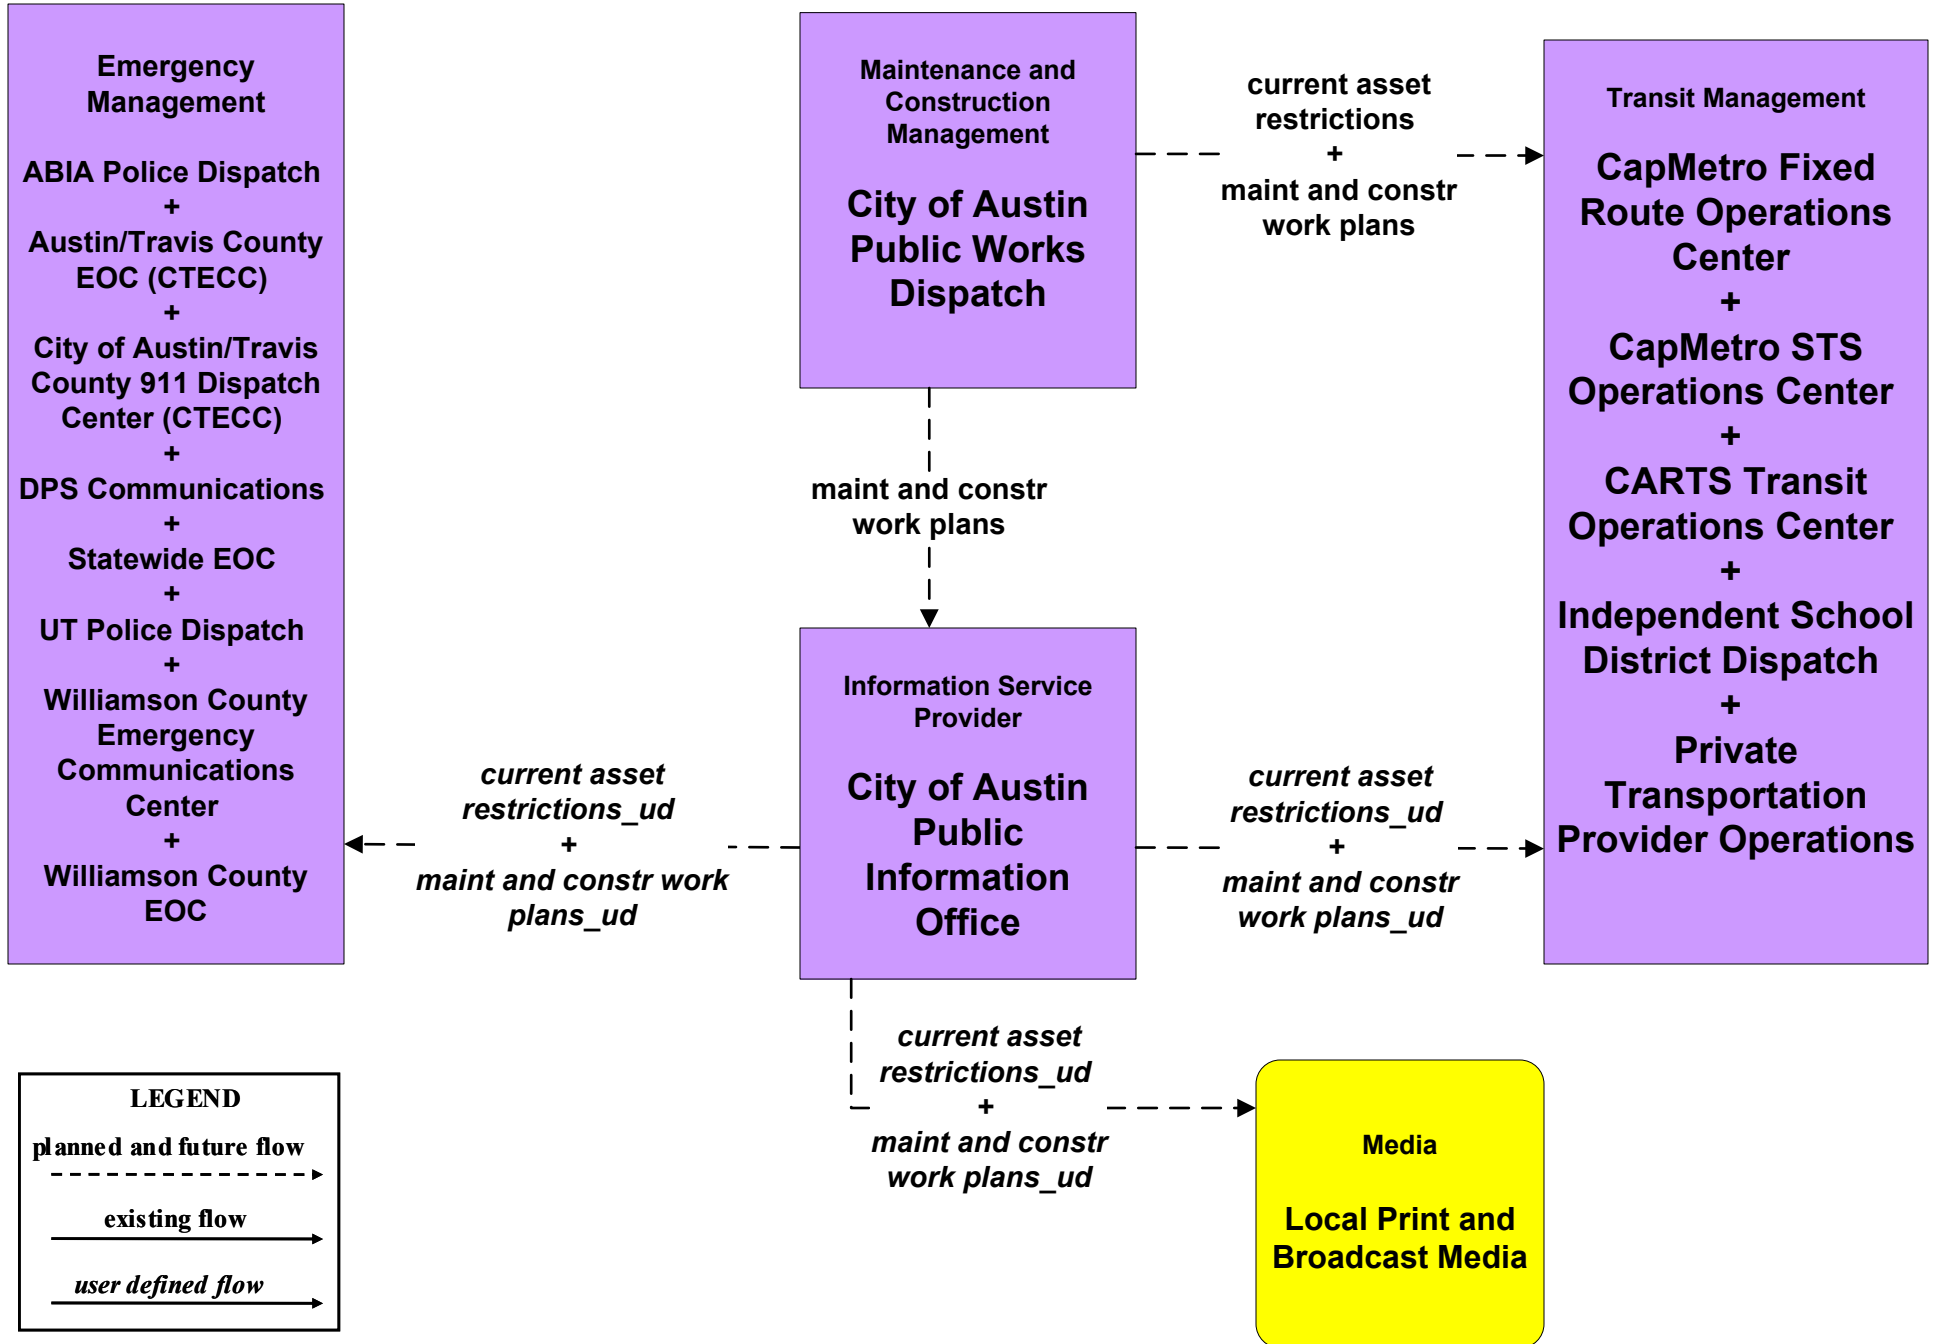 Emergency
Management
ABIA Police Dispatch
+
Austin/Travis County
EOC (CTECC)
+
City of Austin/Travis
County 911 Dispatch
Center (CTECC)
+
DPS Communications
+
Statewide EOC
+
UT Police Dispatch
+
Williamson County
Emergency
Communications
Center
+
Williamson County
EOC
Maintenance and
Construction
Management
City of Austin
Public Works
Dispatch
current asset
restrictions
+
maint and constr
work plans
Transit Management
CapMetro Fixed
Route Operations
Center
+
CapMetro STS
Operations Center
+
CARTS Transit
Operations Center
+
Independent School
District Dispatch
+
Private
Transportation
Provider Operations
maint and constr
work plans
Information Service
Provider
City of Austin
Public
Information
Office
current asset
restrictions_ud
+
maint and constr work
plans_ud
current asset
restrictions_ud
+
maint and constr
work plans_ud
current asset
restrictions_ud
+
maint and constr
work plans_ud
Media
Local Print and
Broadcast Media
LEGEND
planned and future flow
existing flow
user defined flow